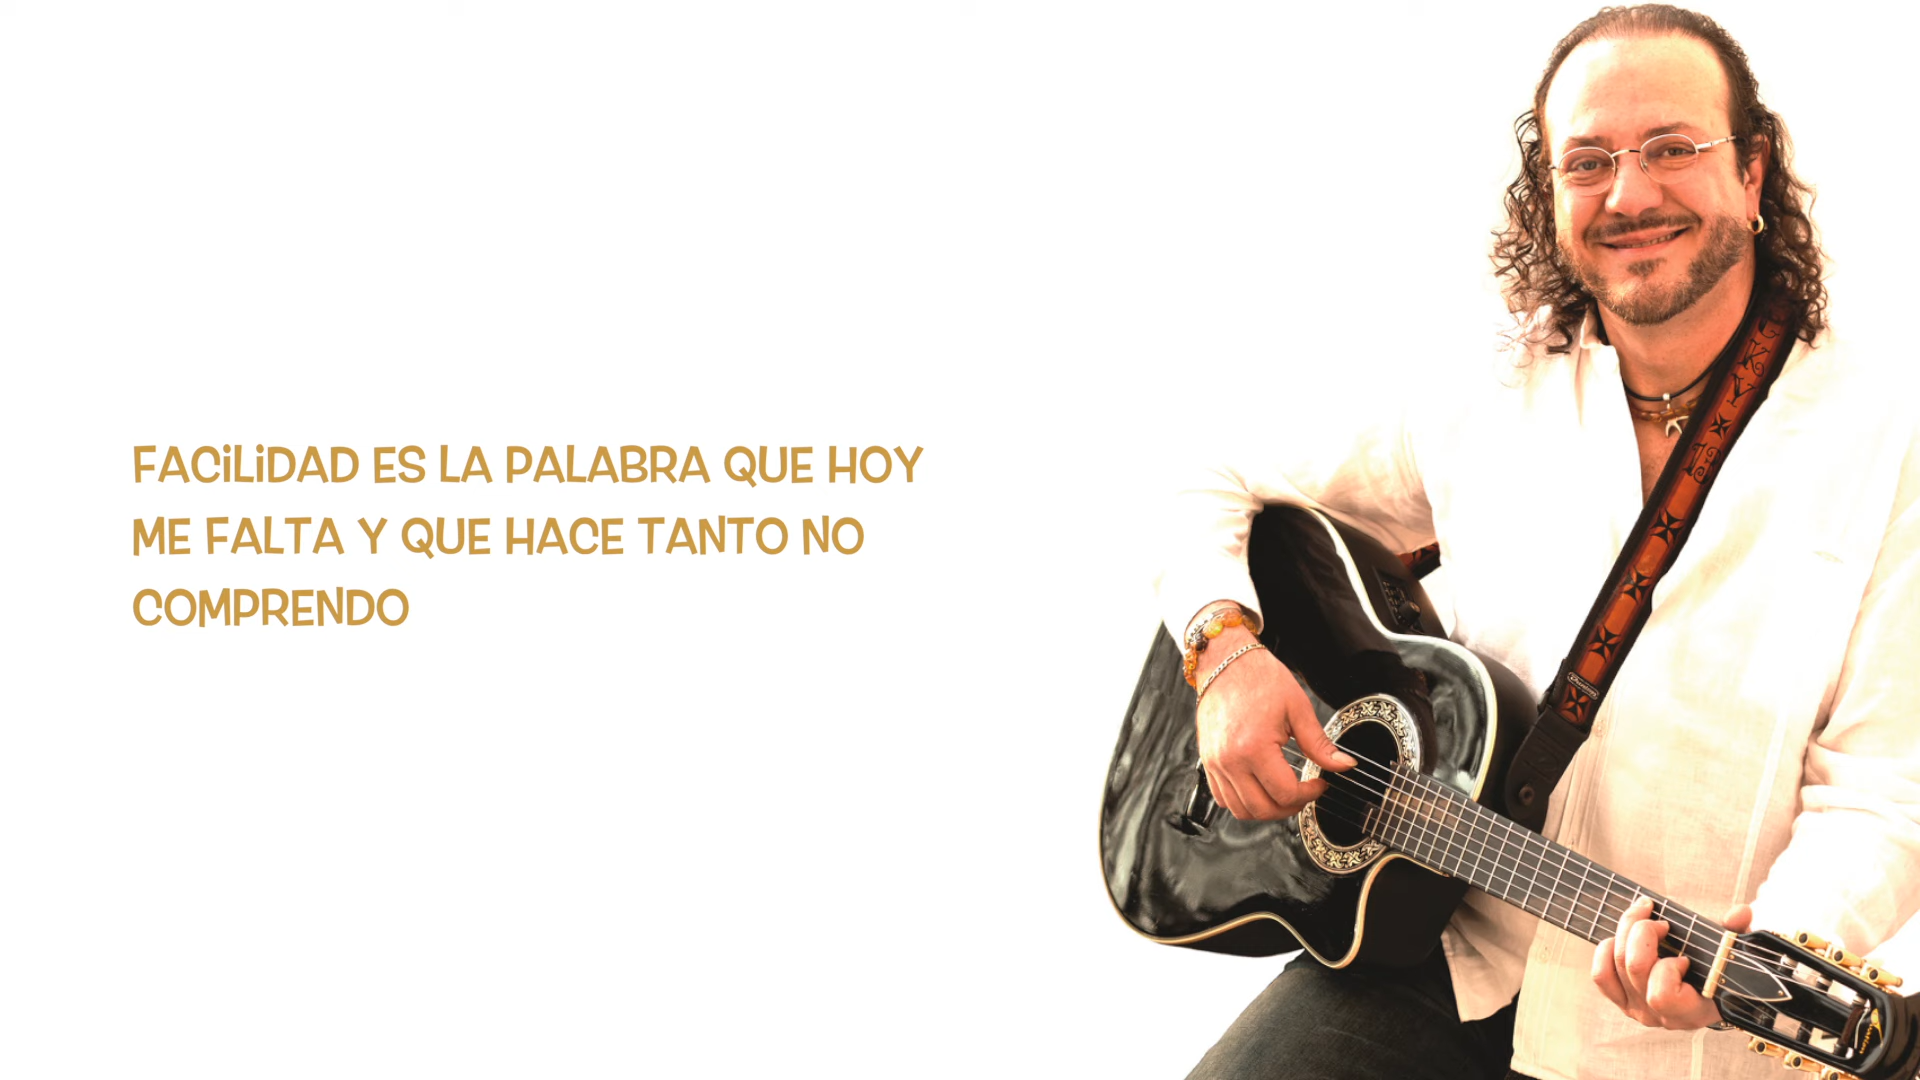 FACiLiDAD ES LA PALABRA QUE HOY
ME FALTA Y QUE HACE TANTO NO
COMPRENDO